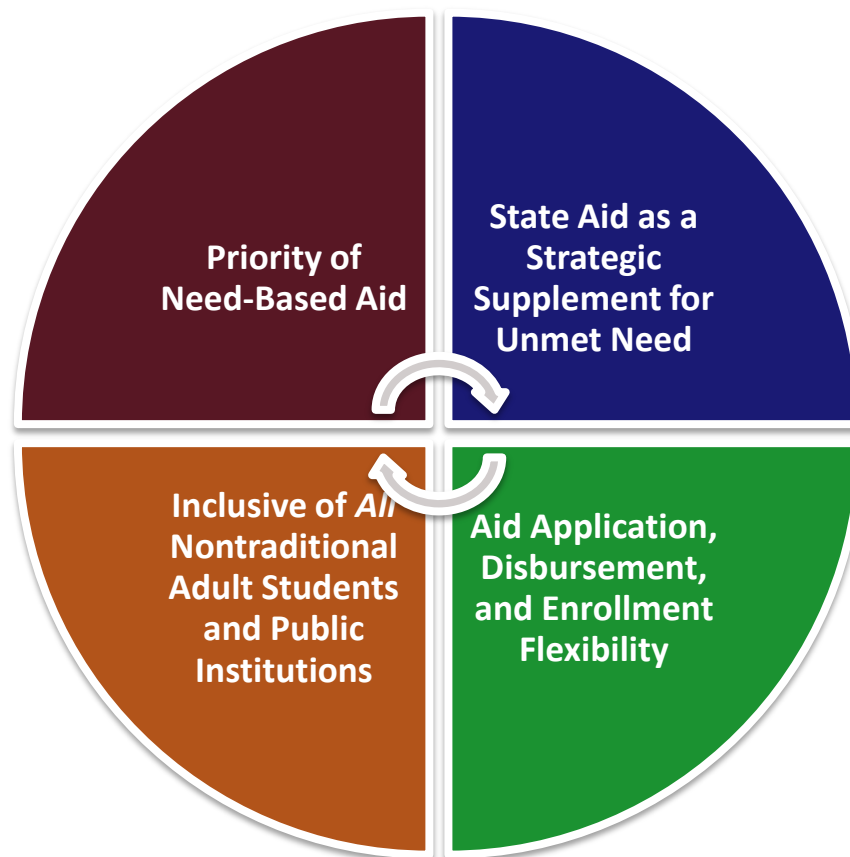 Priority of
Need-Based Aid
State Aid as a
Strategic
Supplement for
Unmet Need
Inclusive of All
Nontraditional
Adult Students
and Public
Institutions
Aid Application,
Disbursement,
and Enrollment
Flexibility